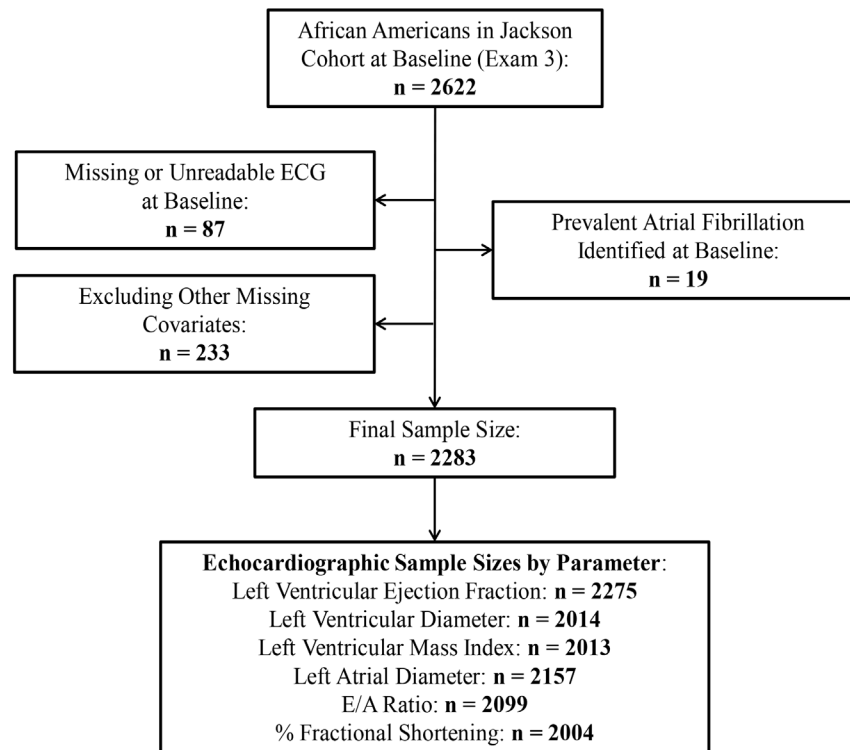 African Americans in Jackson
Cohort at Baseline (Exam 3):
n = 2622
Missing or Unreadable ECG
at Baseline:
n = 87
Prevalent Atrial Fibrillation
Identified at Baseline:
n = 19
Excluding Other Missing
Covariates:
n = 233
Final Sample Size:
n = 2283
Echocardiographic Sample Sizes by Parameter:
Left Ventricular Ejection Fraction: n = 2275
Left Ventricular Diameter: n = 2014
Left Ventricular Mass Index: n = 2013
Left Atrial Diameter: n = 2157
E/A Ratio: n = 2099
% Fractional Shortening: n = 2004